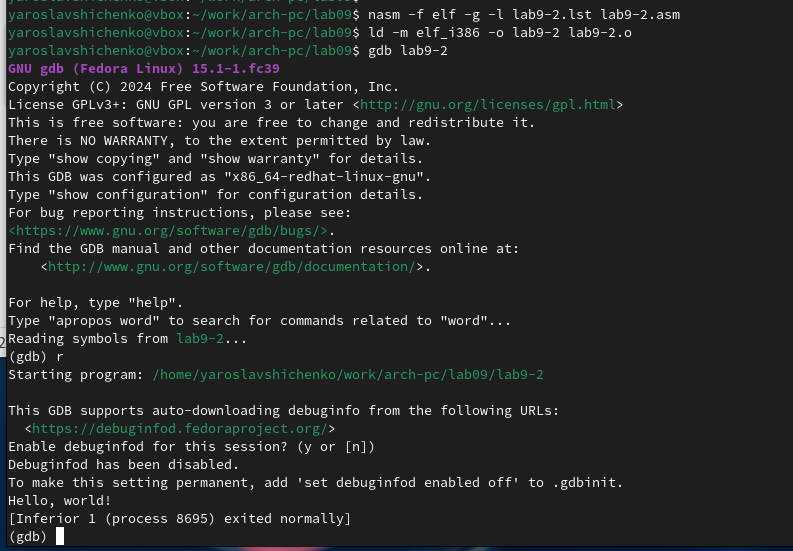 yaroslavshichenko@vbox:~/work/arch-pc/lab09$ nasm -f elf -g -l lab9-2.lst lab9-2.asm
yaroslavshichenko@vbox:~/work/arch-pc/lab09$ ld -m elf_i386 -o lab9-2 lab9-2.o
yaroslavshichenko@vbox:~/work/arch-pc/lab09$ gdb lab9-2
GNU gdb (Fedora Linux) 15.1-1.fc39
Copyright (C) 2024 Free Software Foundation, Inc.
License GPLv3+: GNU GPL version 3 or later <http://gnu.org/licenses/gpl.html>
This is free software: you are free to change and redistribute it.
There is NO WARRANTY, to the extent permitted by law.
Type "show copying" and "show warranty" for details.
This GDB was configured as "x86_64-redhat-linux-gnu".
Type "show configuration" for configuration details.
For bug reporting instructions, please see:
<https://www.gnu.org/software/gdb/bugs/>.
Find the GDB manual and other documentation resources online at:
    <http://www.gnu.org/software/gdb/documentation/>.

For help, type "help".
Type "apropos word" to search for commands related to "word"...
Reading symbols from lab9-2...
(gdb) r
Starting program: /home/yaroslavshichenko/work/arch-pc/lab09/lab9-2

This GDB supports auto-downloading debuginfo from the following URLs:
  <https://debuginfod.fedoraproject.org/>
Enable debuginfod for this session? (y or [n])
Debuginfod has been disabled.
To make this setting permanent, add 'set debuginfod enabled off' to .gdbinit.
Hello, world!
[Inferior 1 (process 8695) exited normally]
(gdb)